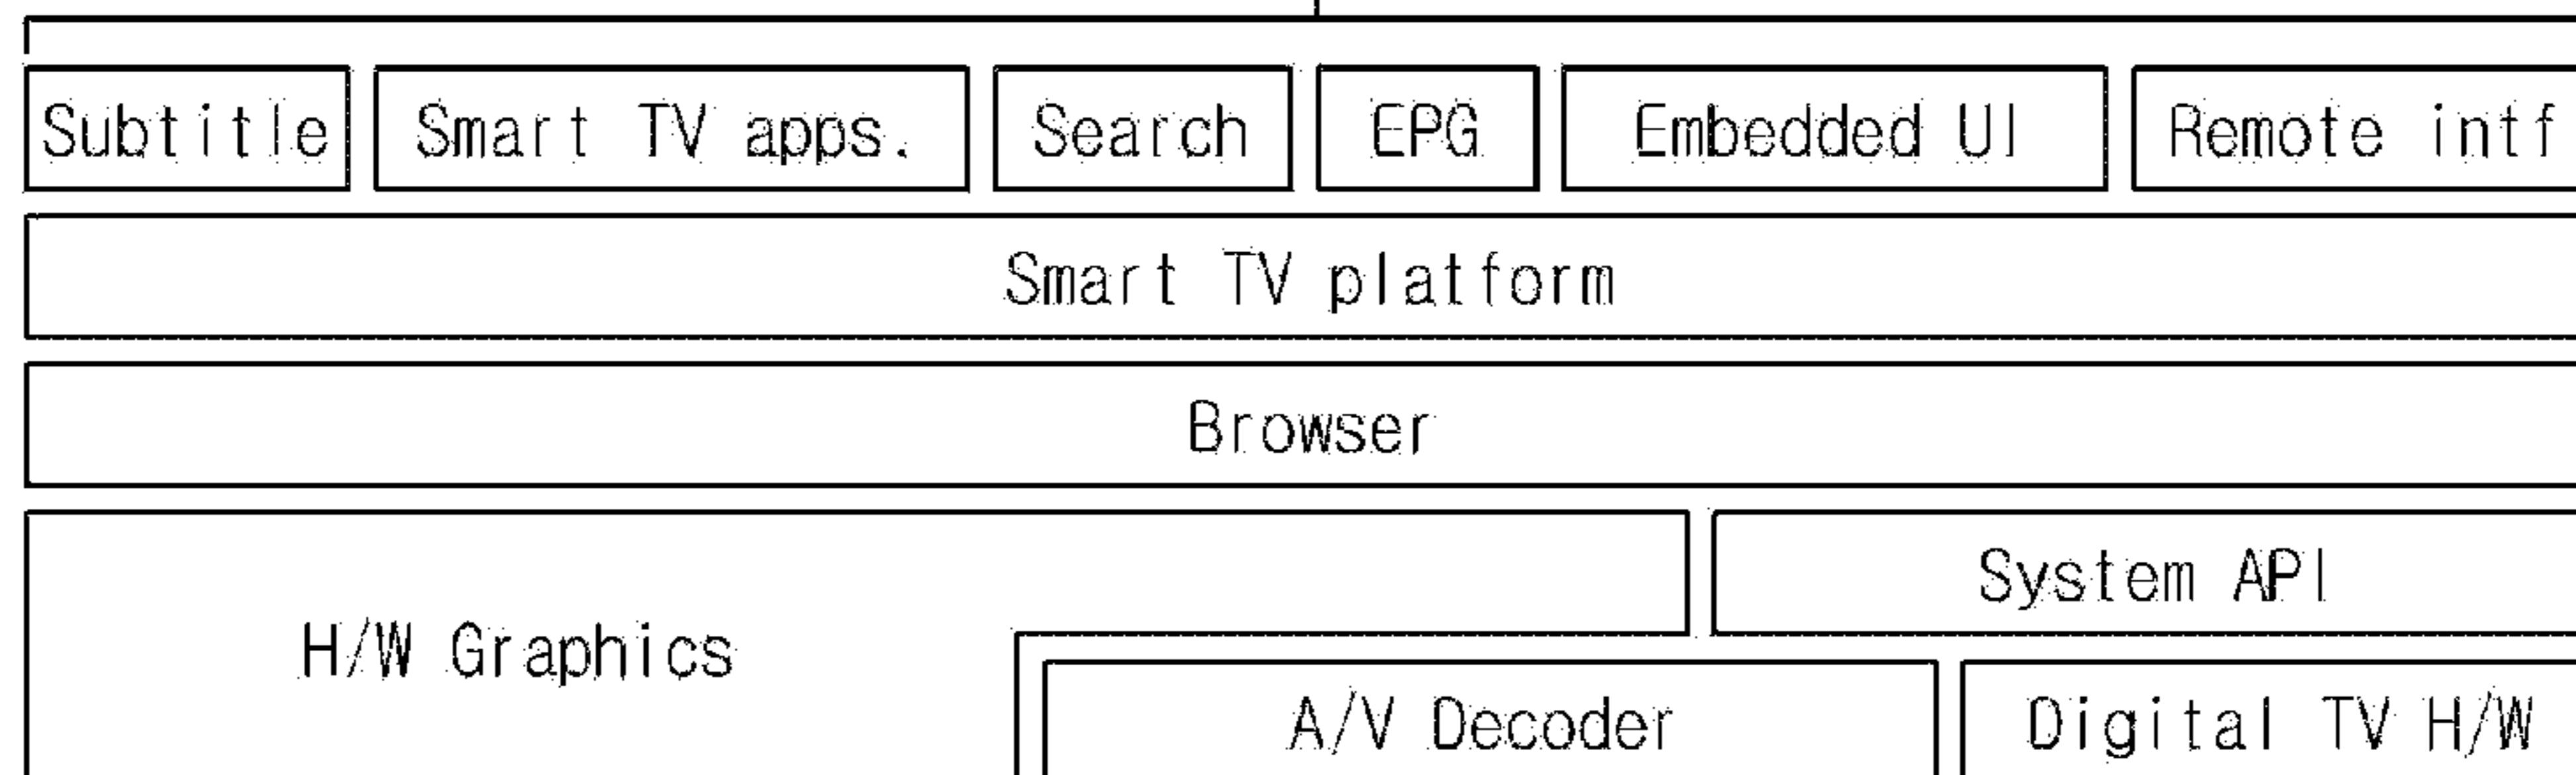 Subtitle Smart TV apps. Search EPG Embedded UI Remote intf
Smart TV platform
Browser
System API
H/W Graphics
A/V Decoder Digital TV H/W